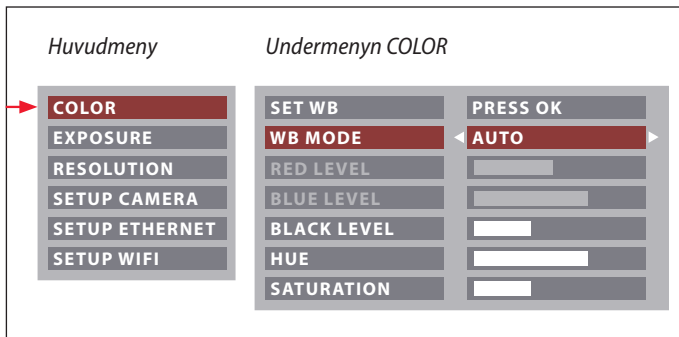 Huvudmeny
Undermenyn COLOR
COLOR
EXPOSURE
RESOLUTION
SETUP CAMERA
SETUP ETHERNET
SETUP WIFI
SET WB PRESS OK
WB MODE AUTO
RED LEVEL
BLUE LEVEL
BLACK LEVEL
HUE
SATURATION